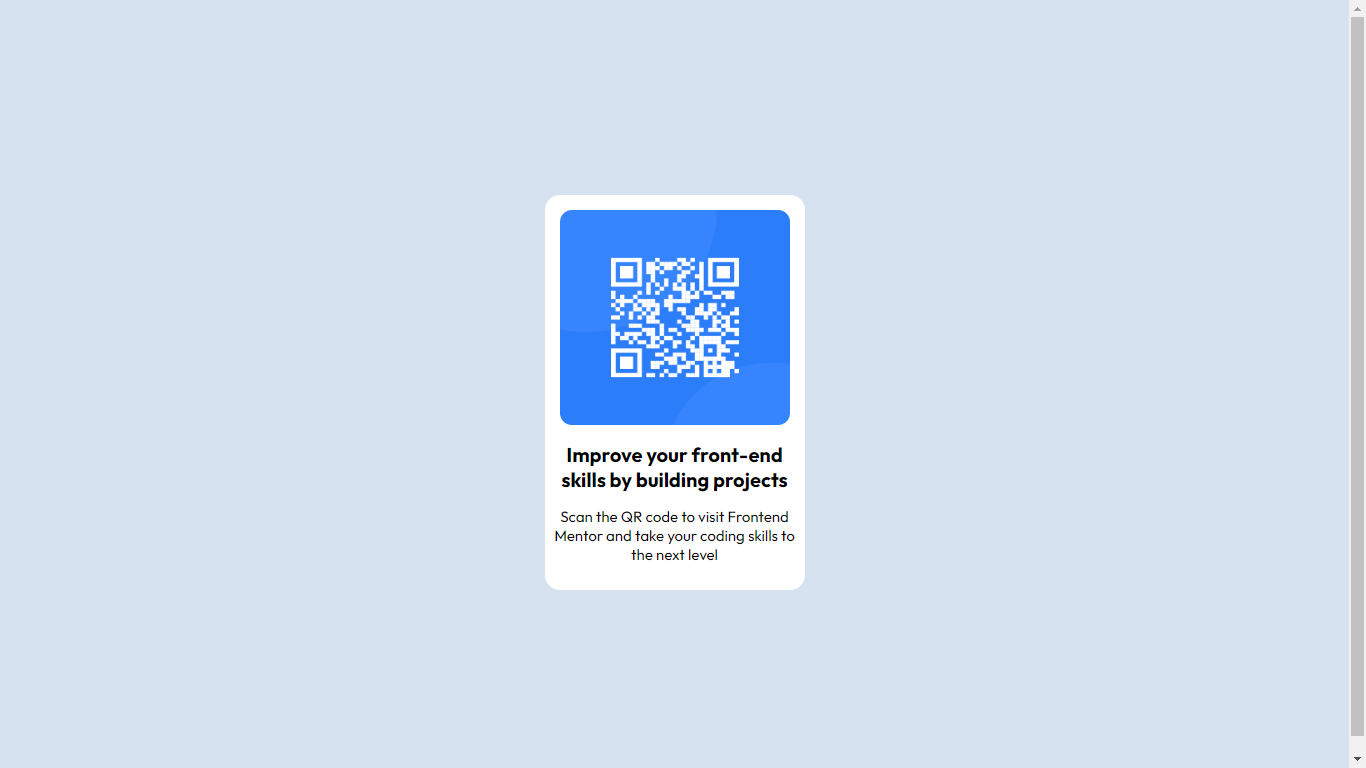 Improve your front-end
skills by building projects
Scan the QR code to visit Frontend
Mentor and take your coding skills to
the next level